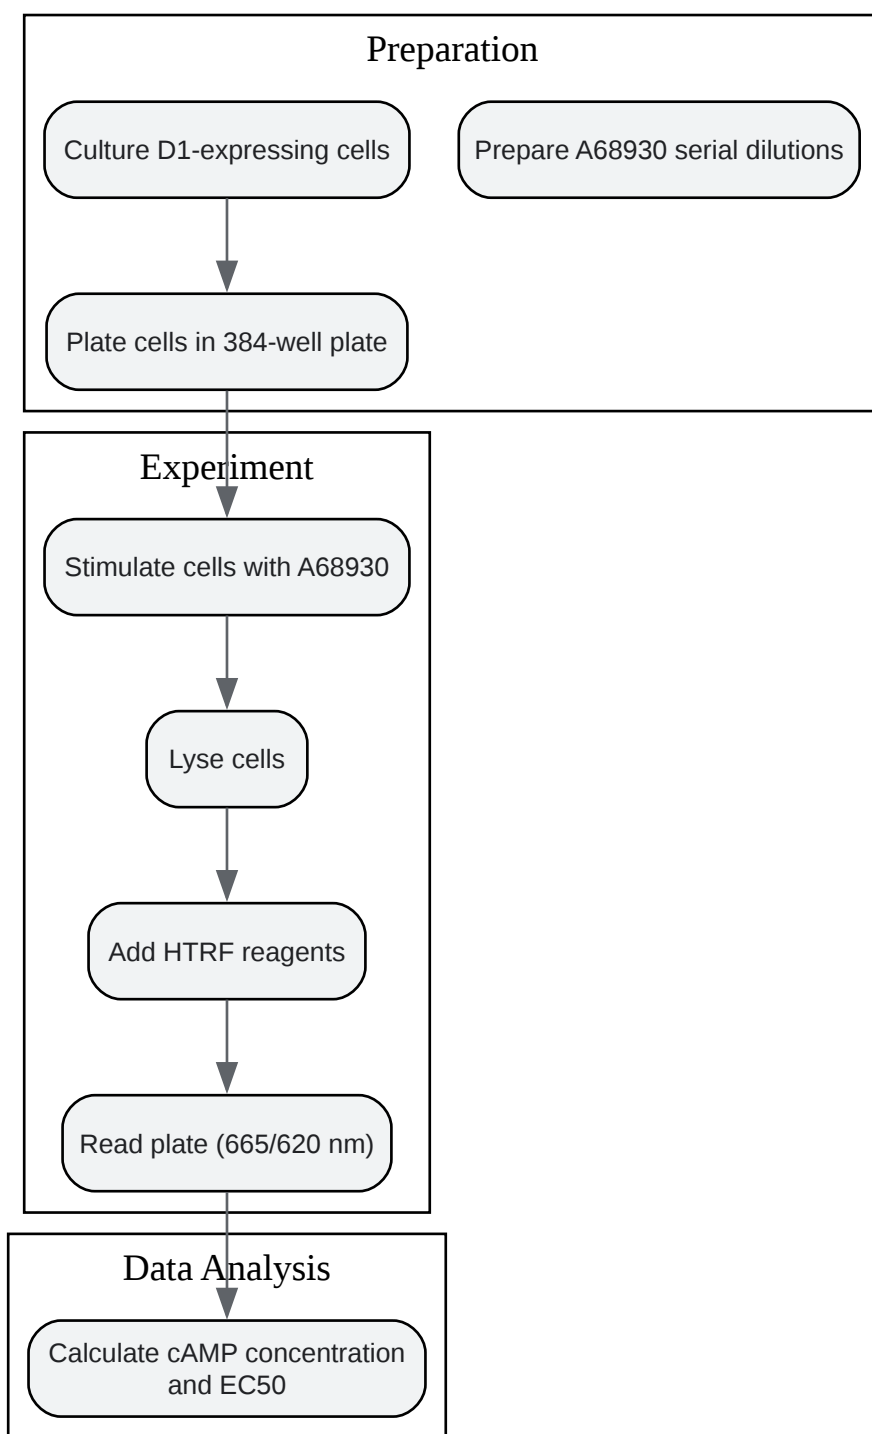 Preparation
Culture D1-expressing cells
Prepare A68930 serial dilutions
Plate cells in 384-well plate
Experiment
Stimulate cells with A68930
Lyse cells
Add HTRF reagents
Read plate (665/620 nm)
Data Analysis
Calculate cAMP concentration
and EC50